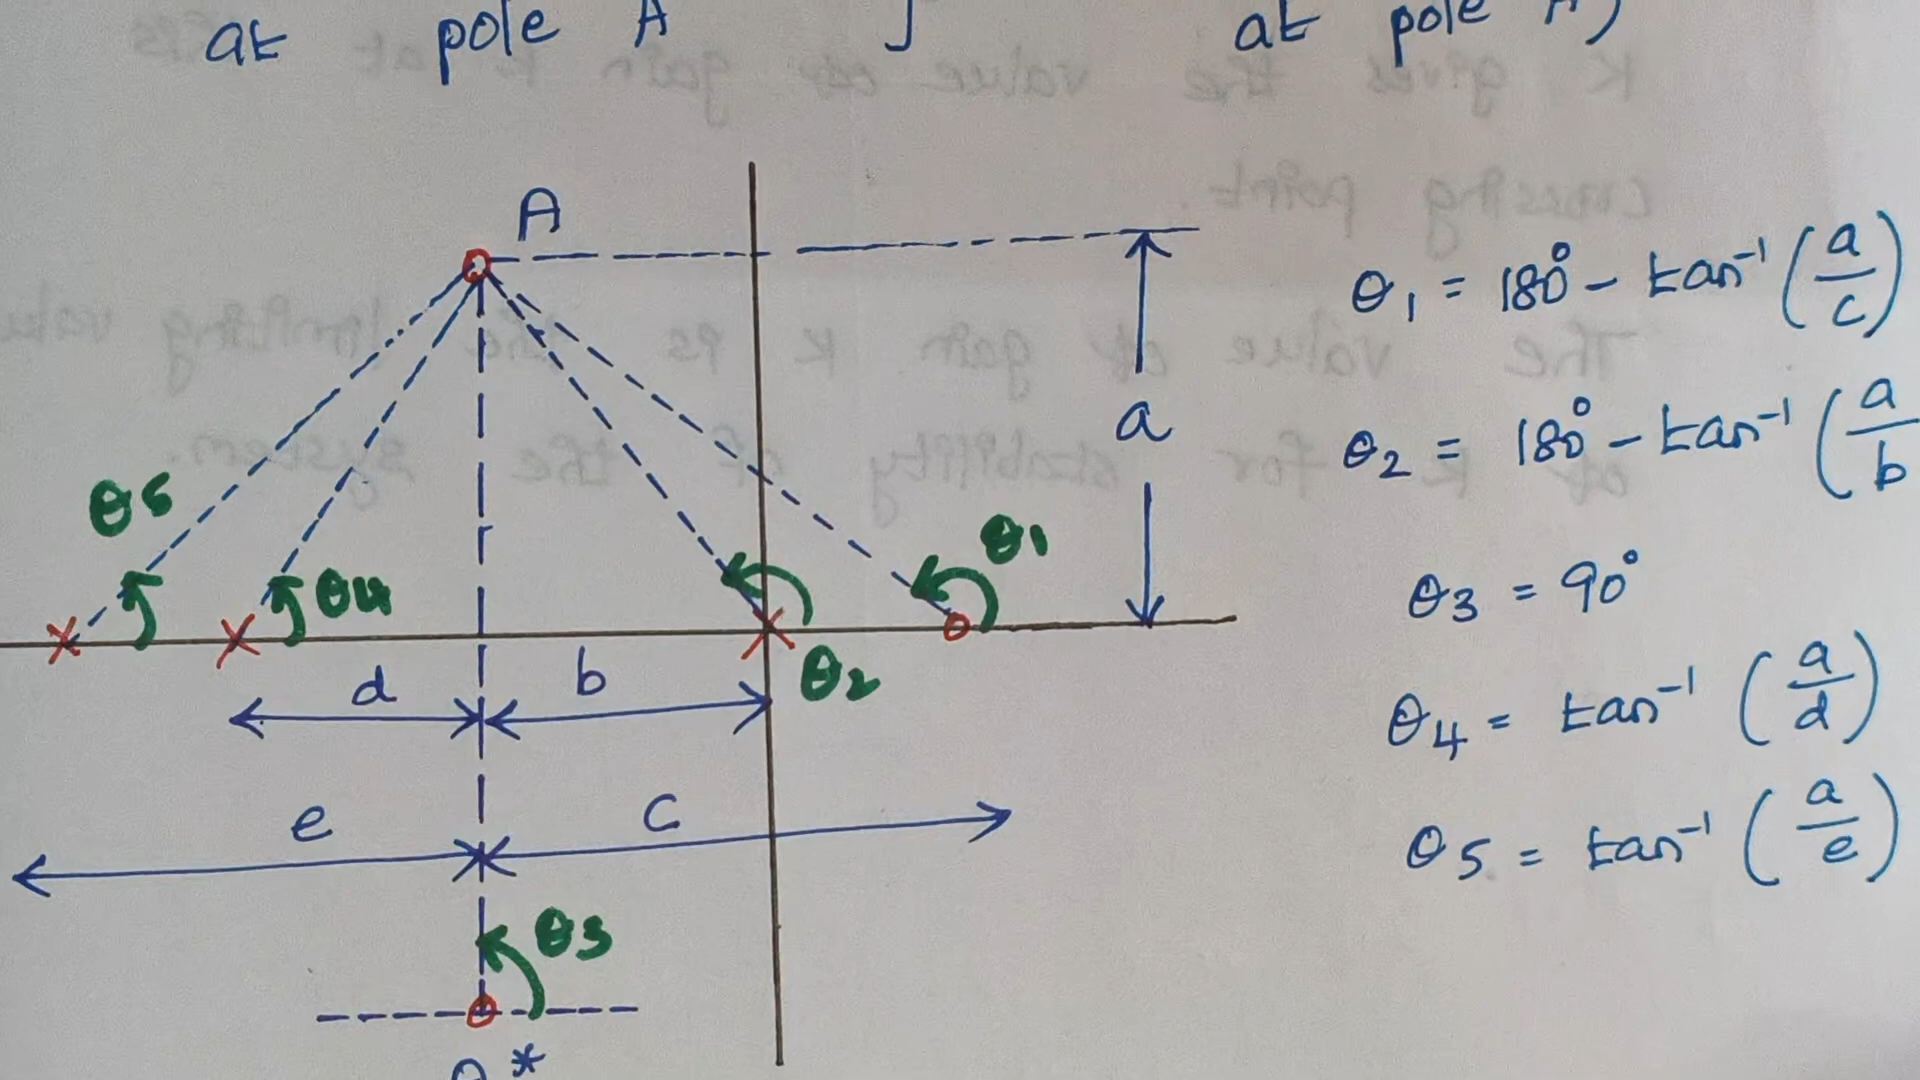 at pole A } at pole A)
A
θ1 = 180° - tan⁻¹ (a/c)
a
θ2 = 180° - tan⁻¹ (a/b
θ5
θ1
θ4
θ3 = 90°
θ2
d b
θ4 = tan⁻¹ (a/d)
e c
θ5 = tan⁻¹ (a/e)
θ3
*